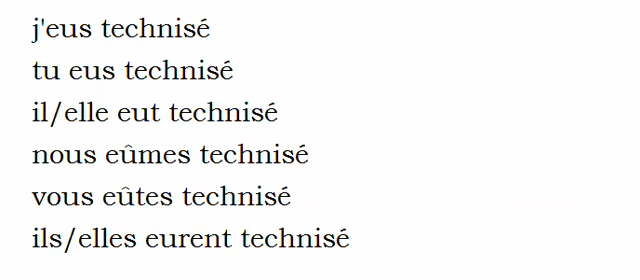 j'eus technisé
tu eus technisé
il/elle eut technisé
nous eûmes technisé
vous eûtes technisé
ils/elles eurent technisé